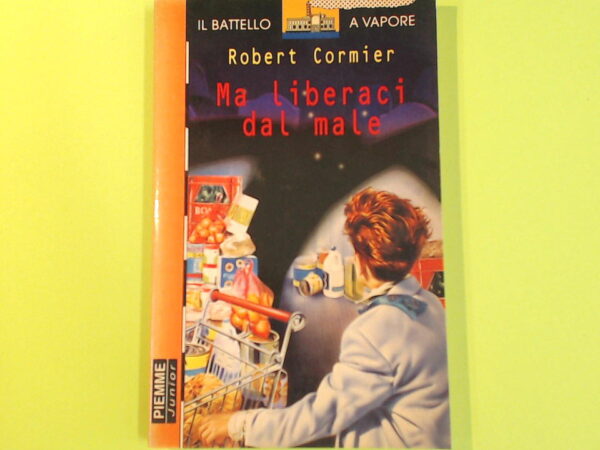 IL BATTELLO A VAPORE
Robert Cormier
Ma liberaci
dal male
PIEMME
Junior